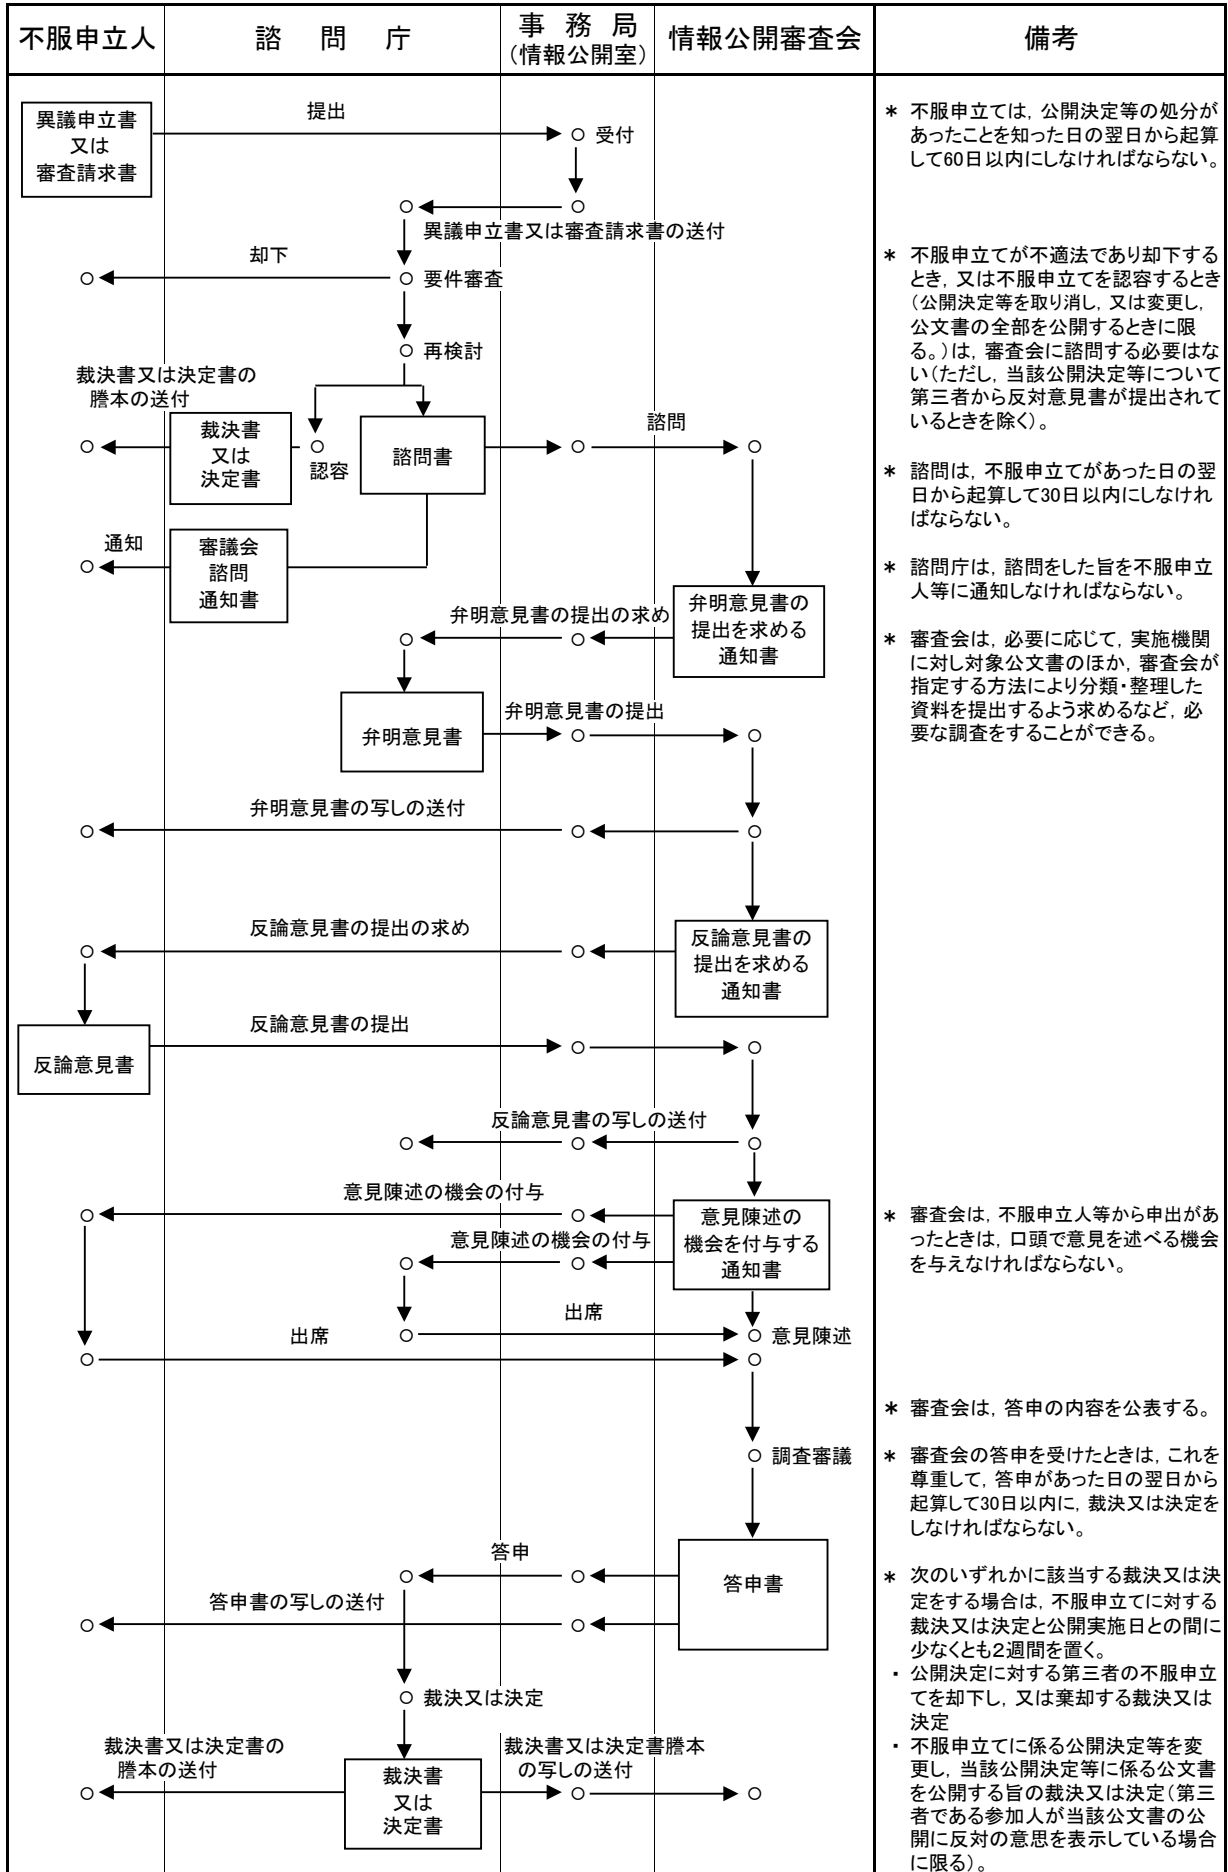 不服申立人
諮問庁
事務局
(情報公開室)
情報公開審査会
備考
異議申立書
又は
審査請求書
提出
受付
異議申立書又は審査請求書の送付
却下
要件審査
再検討
裁決書又は決定書の
謄本の送付
裁決書
又は
決定書
認容
諮問書
諮問
通知
審議会
諮問
通知書
弁明意見書の提出の求め
弁明意見書の
提出を求める
通知書
弁明意見書
弁明意見書の提出
弁明意見書の写しの送付
反論意見書の提出の求め
反論意見書の
提出を求める
通知書
反論意見書
反論意見書の提出
反論意見書の写しの送付
意見陳述の機会の付与
意見陳述の機会の付与
意見陳述の
機会を付与する
通知書
出席
出席
意見陳述
調査審議
答申
答申書
答申書の写しの送付
裁決又は決定
裁決書又は決定書の
謄本の送付
裁決書
又は
決定書
裁決書又は決定書謄本
の写しの送付
* 不服申立ては，公開決定等の処分が
あったことを知った日の翌日から起算
して60日以内にしなければならない。
* 不服申立てが不適法であり却下する
とき，又は不服申立てを認容するとき
（公開決定等を取り消し，又は変更し，
公文書の全部を公開するときに限
る。）は，審査会に諮問する必要はな
い（ただし，当該公開決定等について
第三者から反対意見書が提出されて
いるときを除く）。
* 諮問は，不服申立てがあった日の翌
日から起算して30日以内にしなけれ
ばならない。
* 諮問庁は，諮問をした旨を不服申立
人等に通知しなければならない。
* 審査会は，必要に応じて，実施機関
に対し対象公文書のほか，審査会が
指定する方法により分類・整理した
資料を提出するよう求めるなど，必
要な調査をすることができる。
* 審査会は，不服申立人等から申出があ
ったときは，口頭で意見を述べる機会
を与えなければならない。
* 審査会は，答申の内容を公表する。
* 審査会の答申を受けたときは，これを
尊重して，答申があった日の翌日から
起算して30日以内に，裁決又は決定を
しなければならない。
* 次のいずれかに該当する裁決又は決
定をする場合は，不服申立てに対する
裁決又は決定と公開実施日との間に
少なくとも２週間を置く。
・ 公開決定に対する第三者の不服申立
てを却下し，又は棄却する裁決又は
決定
・ 不服申立てに係る公開決定等を変
更し，当該公開決定等に係る公文書
を公開する旨の裁決又は決定（第三
者である参加人が当該公文書の公
開に反対の意思を表示している場合
に限る）。